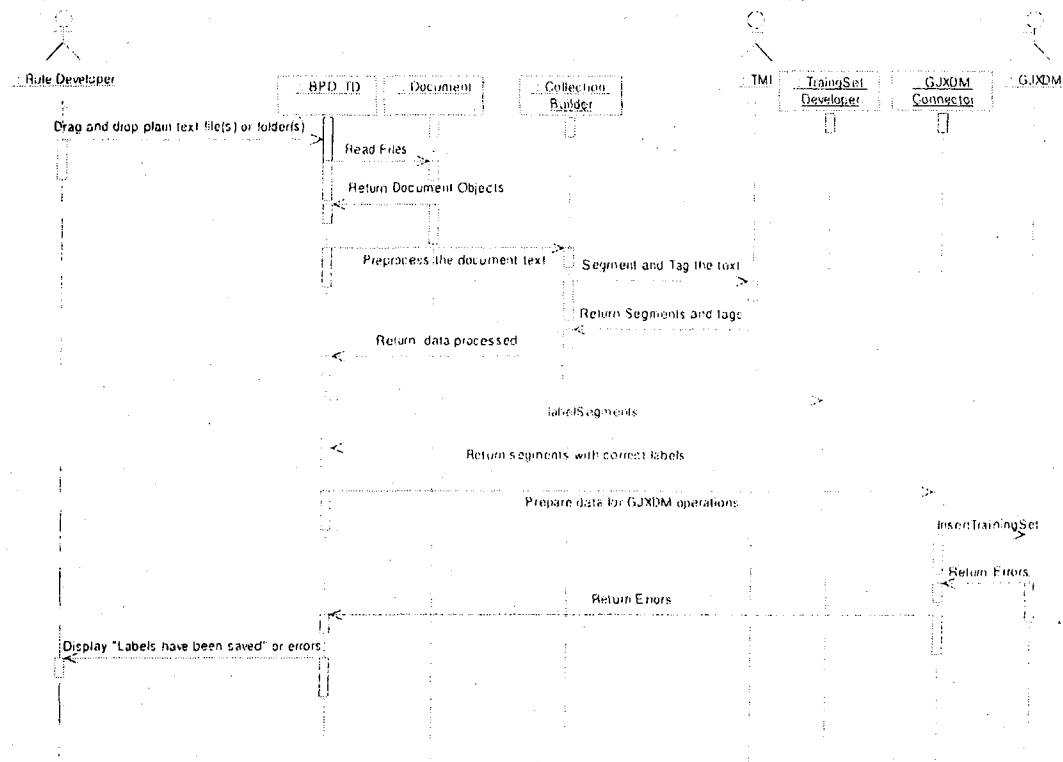 : Rule Developer
: BPD_TD
: Document
: Collection
Builder
: TMI
: TraingSet
Developer
: GJXDM
Connector
: GJXDM
Drag and drop plain text file(s) or folder(s)
Read Files
Return Document Objects
Preprocess the document text
Segment and Tag the text
Return Segments and tags
Return data processed
labelSegments
Return segments with correct labels
Prepare data for GJXDM operations
InsertTrainingSet
Return Errors
Return Errors
Display "Labels have been saved" or errors